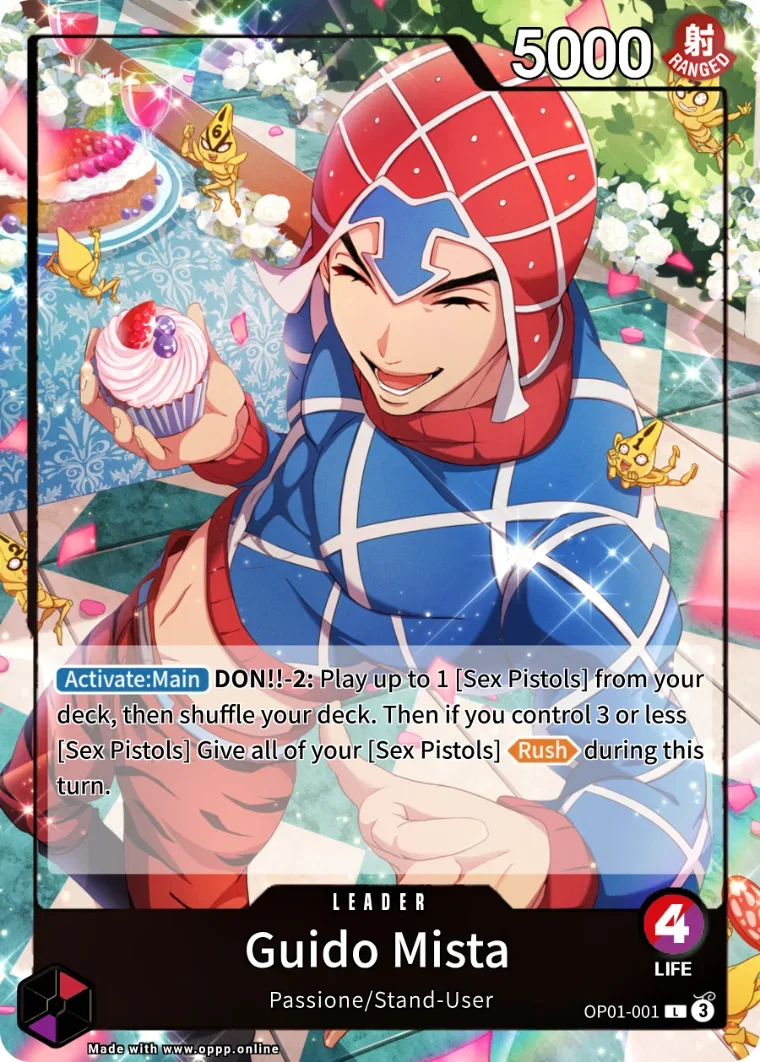 5000
射
RANGED
6
1
Activate:Main DON!!-2: Play up to 1 [Sex Pistols] from your
deck, then shuffle your deck. Then if you control 3 or less
[Sex Pistols] Give all of your [Sex Pistols] Rush during this
turn.
LEADER
Guido Mista
Passione/Stand-User
4
LIFE
OP01-001 L 3
Made with www.oppp.online